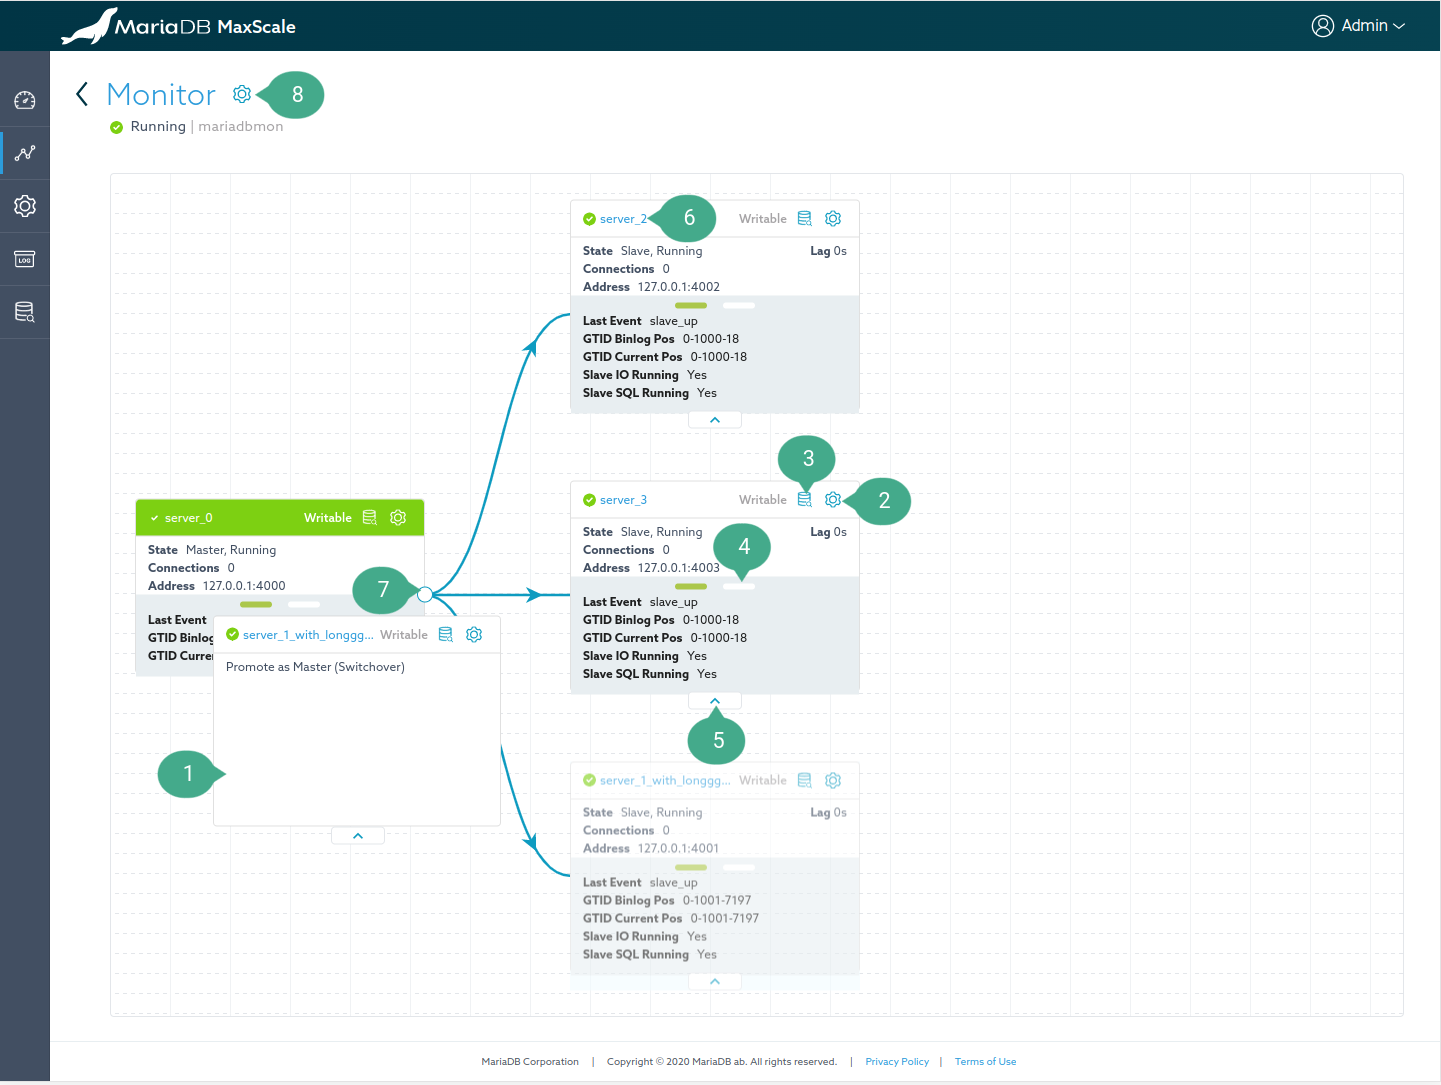 MariaDB MaxScale
Admin
Monitor
8
Running | mariadbmon
server_2
6
Writable
State Slave, Running Lag 0s
Connections 0
Address 127.0.0.1:4002
Last Event slave_up
GTID Binlog Pos 0-1000-18
GTID Current Pos 0-1000-18
Slave IO Running Yes
Slave SQL Running Yes
3
server_3 Writable
2
State Slave, Running Lag 0s
Connections 0
4
Address 127.0.0.1:4003
Last Event slave_up
GTID Binlog Pos 0-1000-18
GTID Current Pos 0-1000-18
Slave IO Running Yes
Slave SQL Running Yes
5
server_0 Writable
State Master, Running
Connections 0
Address 127.0.0.1:4000
7
Last Event
GTID Binlog
GTID Curre
server_1_with_longgg... Writable
Promote as Master (Switchover)
1
server_1_with_longgg... Writable
State Slave, Running Lag 0s
Connections 0
Address 127.0.0.1:4001
Last Event slave_up
GTID Binlog Pos 0-1001-7197
GTID Current Pos 0-1001-7197
Slave IO Running Yes
Slave SQL Running Yes
LOG
MariaDB Corporation | Copyright © 2020 MariaDB ab. All rights reserved. | Privacy Policy | Terms of Use